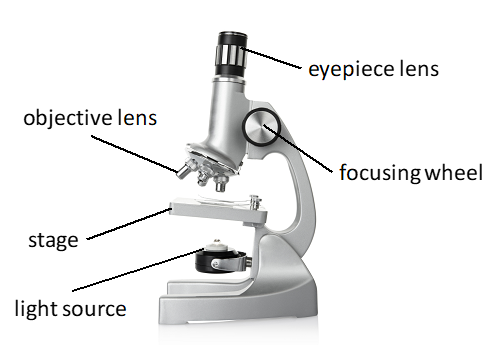 eyepiece lens
objective lens
focusing wheel
stage
light source